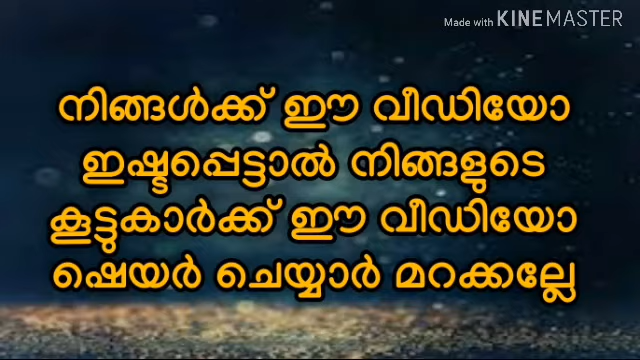 Made with KINEMASTER
നിങ്ങൾക്ക് ഈ വീഡിയോ
ഇഷ്ടപ്പെട്ടാൽ നിങ്ങളുടെ
കൂട്ടുകാർക്ക് ഈ വീഡിയോ
ഷെയർ ചെയ്യാർ മറക്കല്ലേ